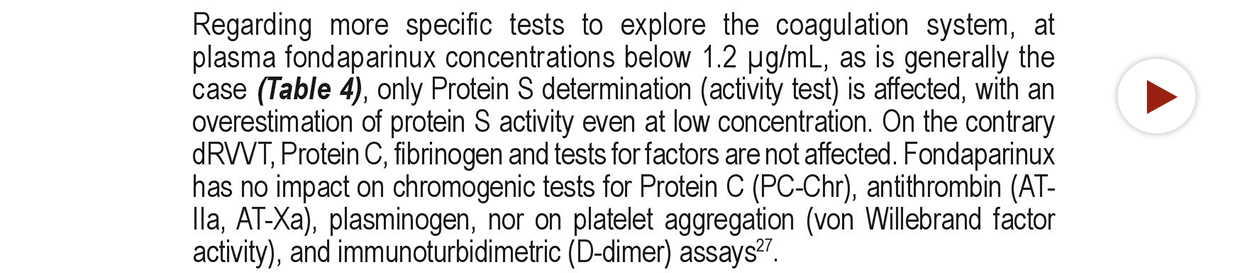 Regarding more specific tests to explore the coagulation system, at
plasma fondaparinux concentrations below 1.2 µg/mL, as is generally the
case (Table 4), only Protein S determination (activity test) is affected, with an
overestimation of protein S activity even at low concentration. On the contrary
dRVVT, Protein C, fibrinogen and tests for factors are not affected. Fondaparinux
has no impact on chromogenic tests for Protein C (PC-Chr), antithrombin (AT-
IIa, AT-Xa), plasminogen, nor on platelet aggregation (von Willebrand factor
activity), and immunoturbidimetric (D-dimer) assays27.